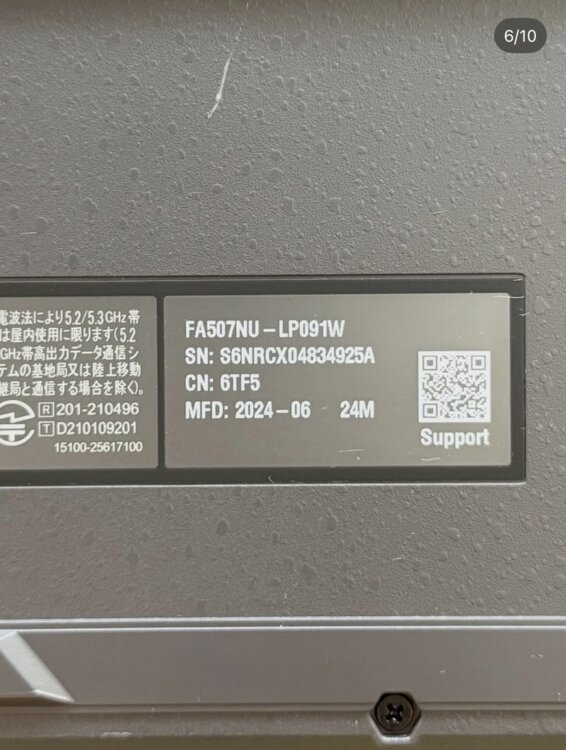 6/10
電波法により5.2/5.3GHz帯
は屋内使用に限ります(5.2
GHz帯高出力データ通信シ
テムの基地局又は陸上移動
継局と通信する場合を除く)。
R 201-210496
T D210109201
15100-25617100
FA507NU-LP091W
SN: S6NRCX04834925A
CN: 6TF5
MFD: 2024-06 24M
Support